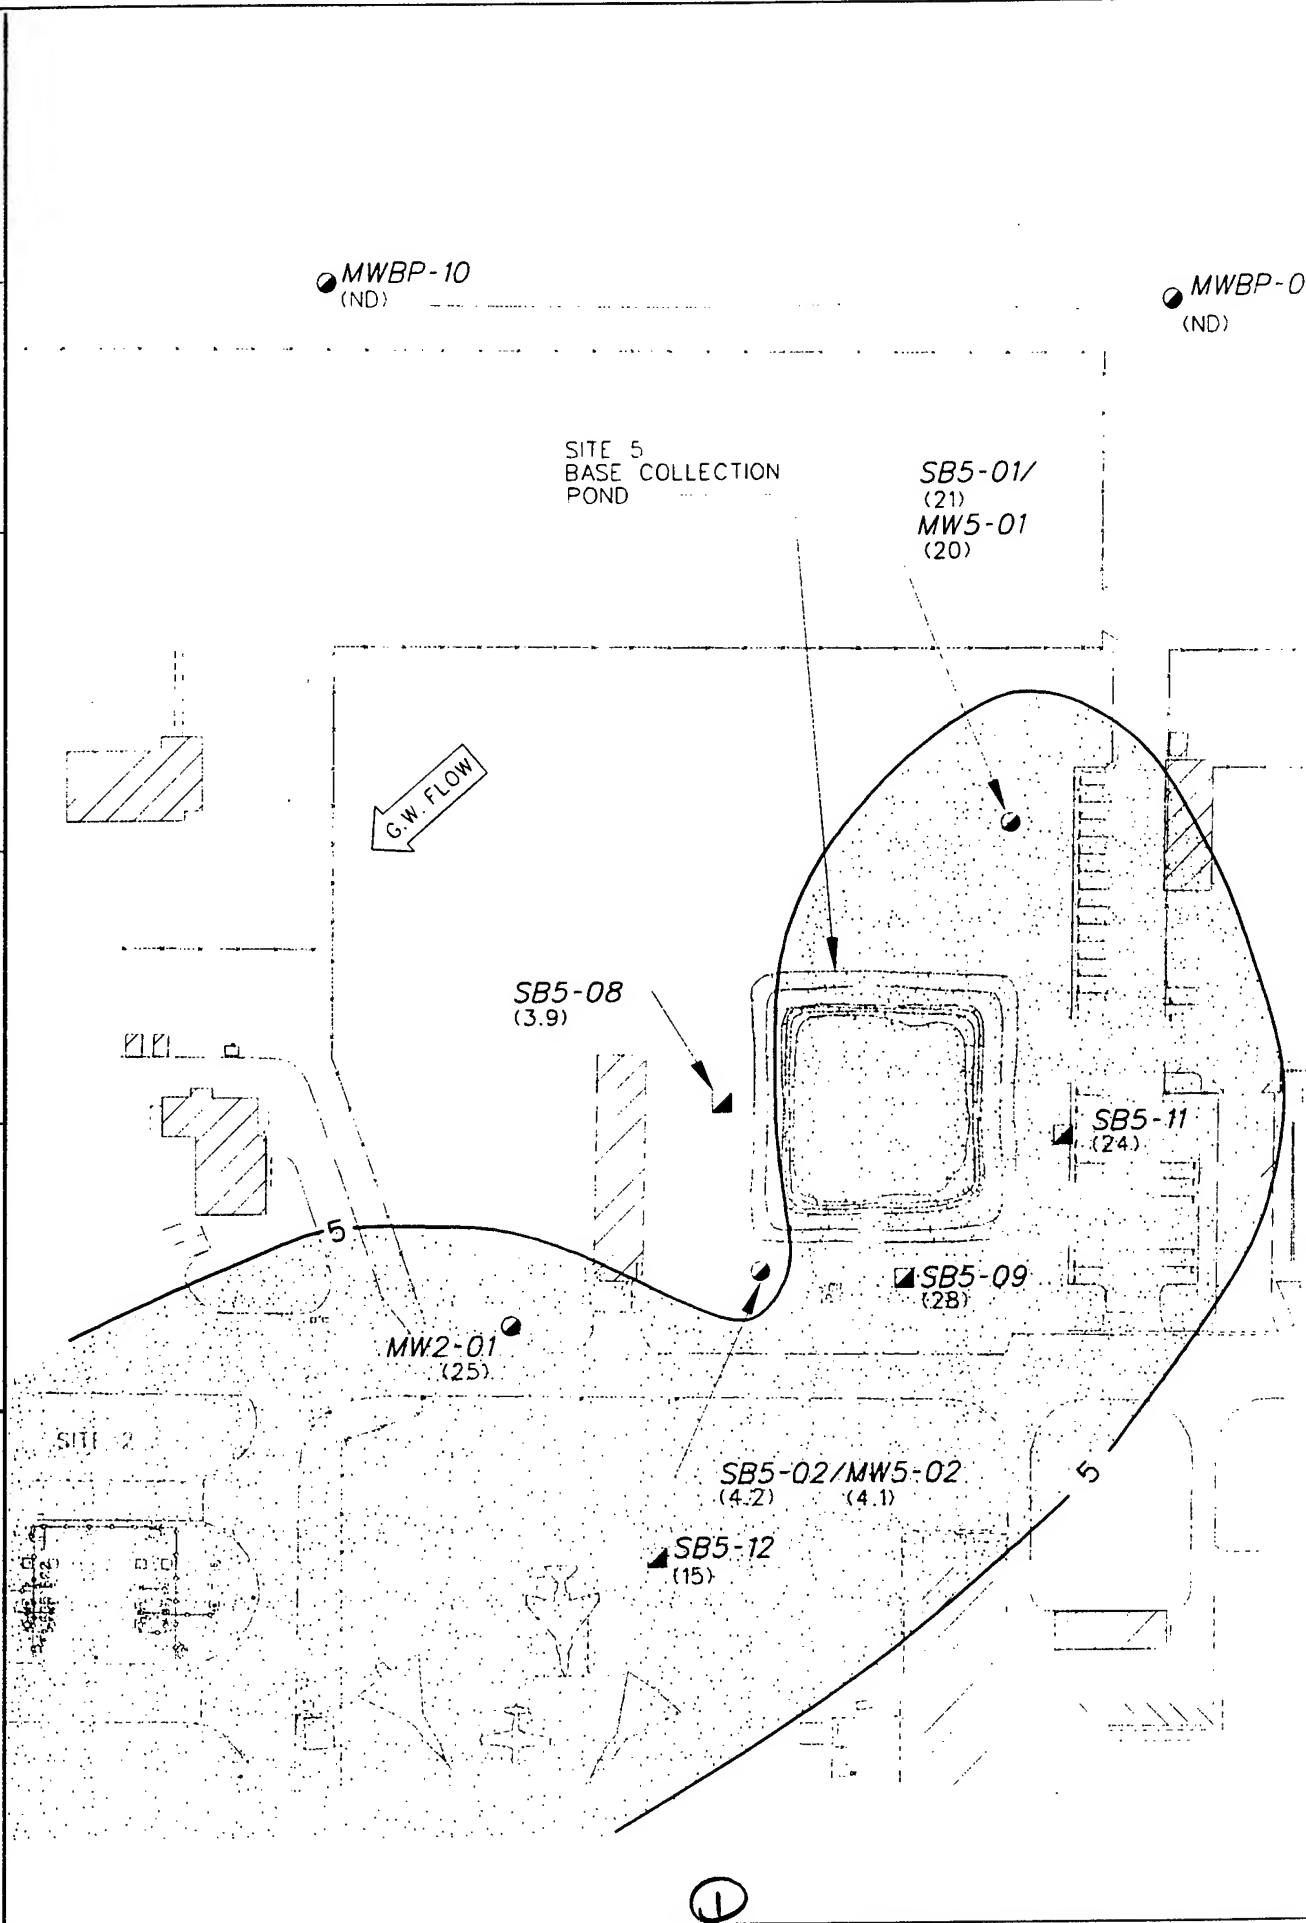 MWBP-10
(ND)
MWBP-0
(ND)
SITE 5
BASE COLLECTION
POND
SB5-01/
(21)
MW5-01
(20)
G.W. FLOW
SB5-08
(3.9)
SB5-11
(24)
5
SB5-09
(28)
MW2-01
(25)
SITE 2
SB5-02/MW5-02
(4.2) (4.1)
5
SB5-12
(15)
1